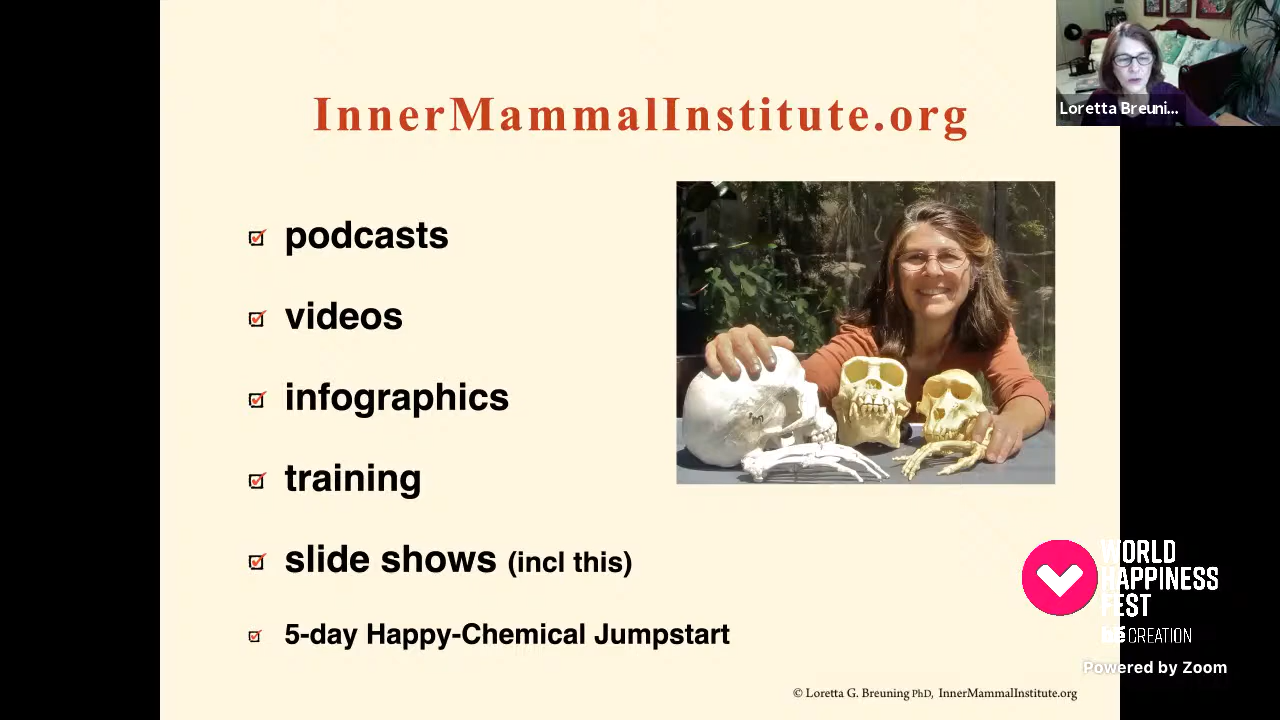 InnerMammalInstitute.org
Loretta Breuni...
podcasts
videos
infographics
training
slide shows (incl this)
5-day Happy-Chemical Jumpstart
WORLD
HAPPINESS
FEST
bé CREATION
Powered by Zoom
© Loretta G. Breuning PhD, InnerMammalInstitute.org